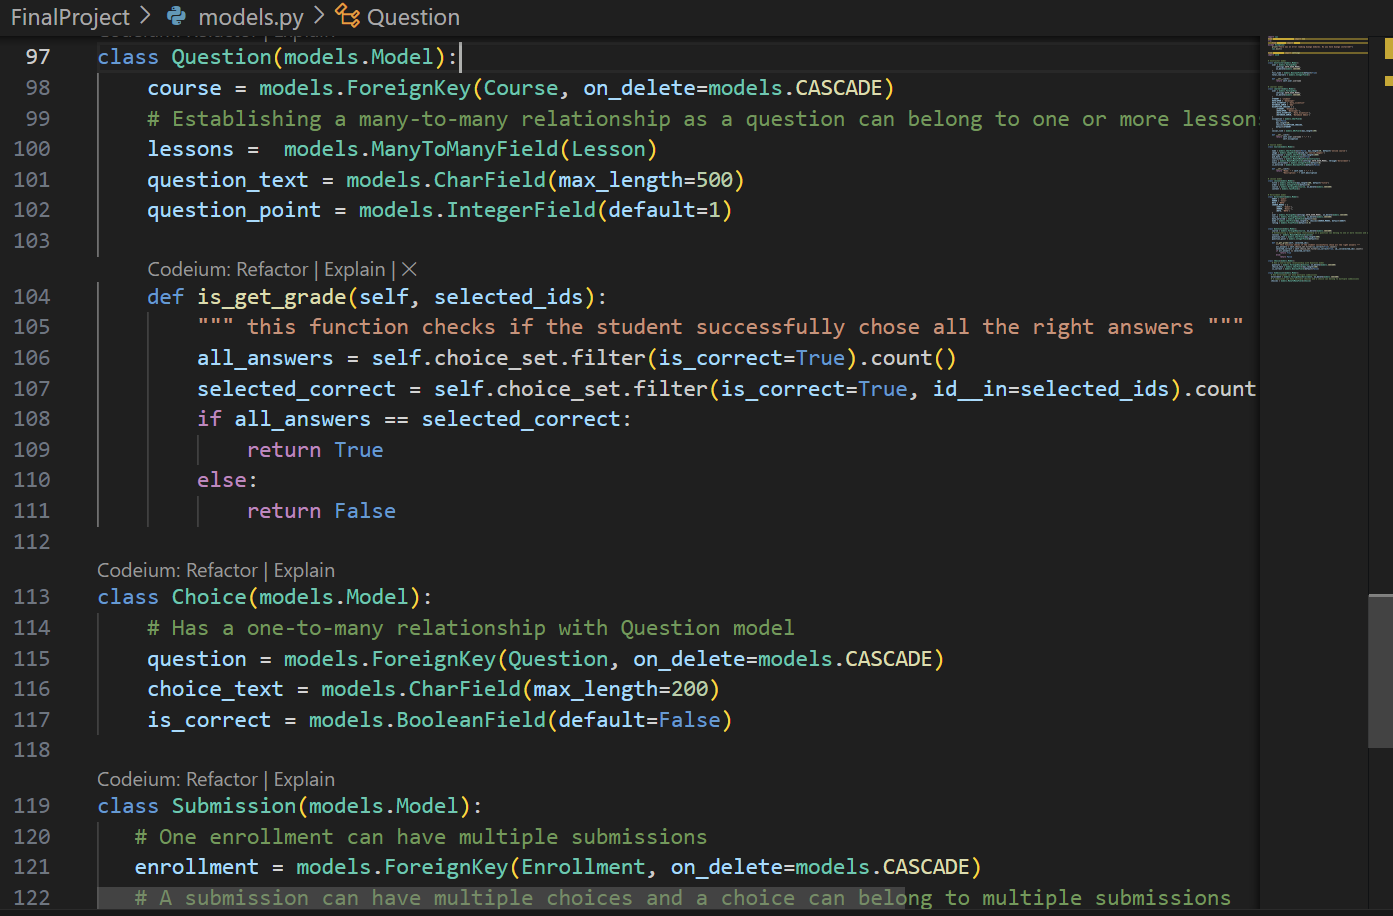 FinalProject > models.py > Question
97 class Question(models.Model):
98 course = models.ForeignKey(Course, on_delete=models.CASCADE)
99 # Establishing a many-to-many relationship as a question can belong to one or more lessons
100 lessons =  models.ManyToManyField(Lesson)
101 question_text = models.CharField(max_length=500)
102 question_point = models.IntegerField(default=1)
103
Codeium: Refactor | Explain | ×
104 def is_get_grade(self, selected_ids):
105 """ this function checks if the student successfully chose all the right answers """
106 all_answers = self.choice_set.filter(is_correct=True).count()
107 selected_correct = self.choice_set.filter(is_correct=True, id__in=selected_ids).count
108 if all_answers == selected_correct:
109 return True
110 else:
111 return False
112
Codeium: Refactor | Explain
113 class Choice(models.Model):
114 # Has a one-to-many relationship with Question model
115 question = models.ForeignKey(Question, on_delete=models.CASCADE)
116 choice_text = models.CharField(max_length=200)
117 is_correct = models.BooleanField(default=False)
118
Codeium: Refactor | Explain
119 class Submission(models.Model):
120 # One enrollment can have multiple submissions
121 enrollment = models.ForeignKey(Enrollment, on_delete=models.CASCADE)
122 # A submission can have multiple choices and a choice can belong to multiple submissions